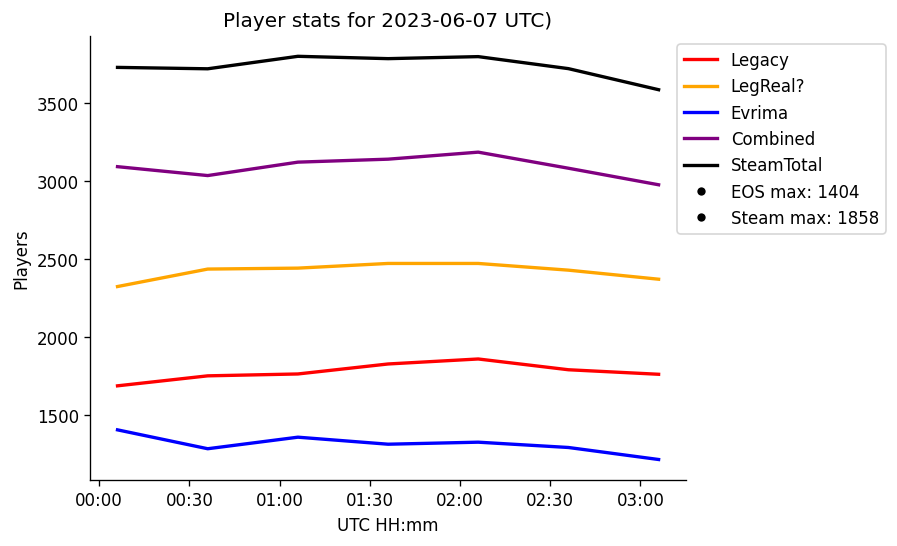 Player stats for 2023-06-07 UTC)
Legacy
LegReal?
Evrima
Combined
SteamTotal
EOS max: 1404
Steam max: 1858
Players
3500
3000
2500
2000
1500
00:00 00:30 01:00 01:30 02:00 02:30 03:00
UTC HH:mm